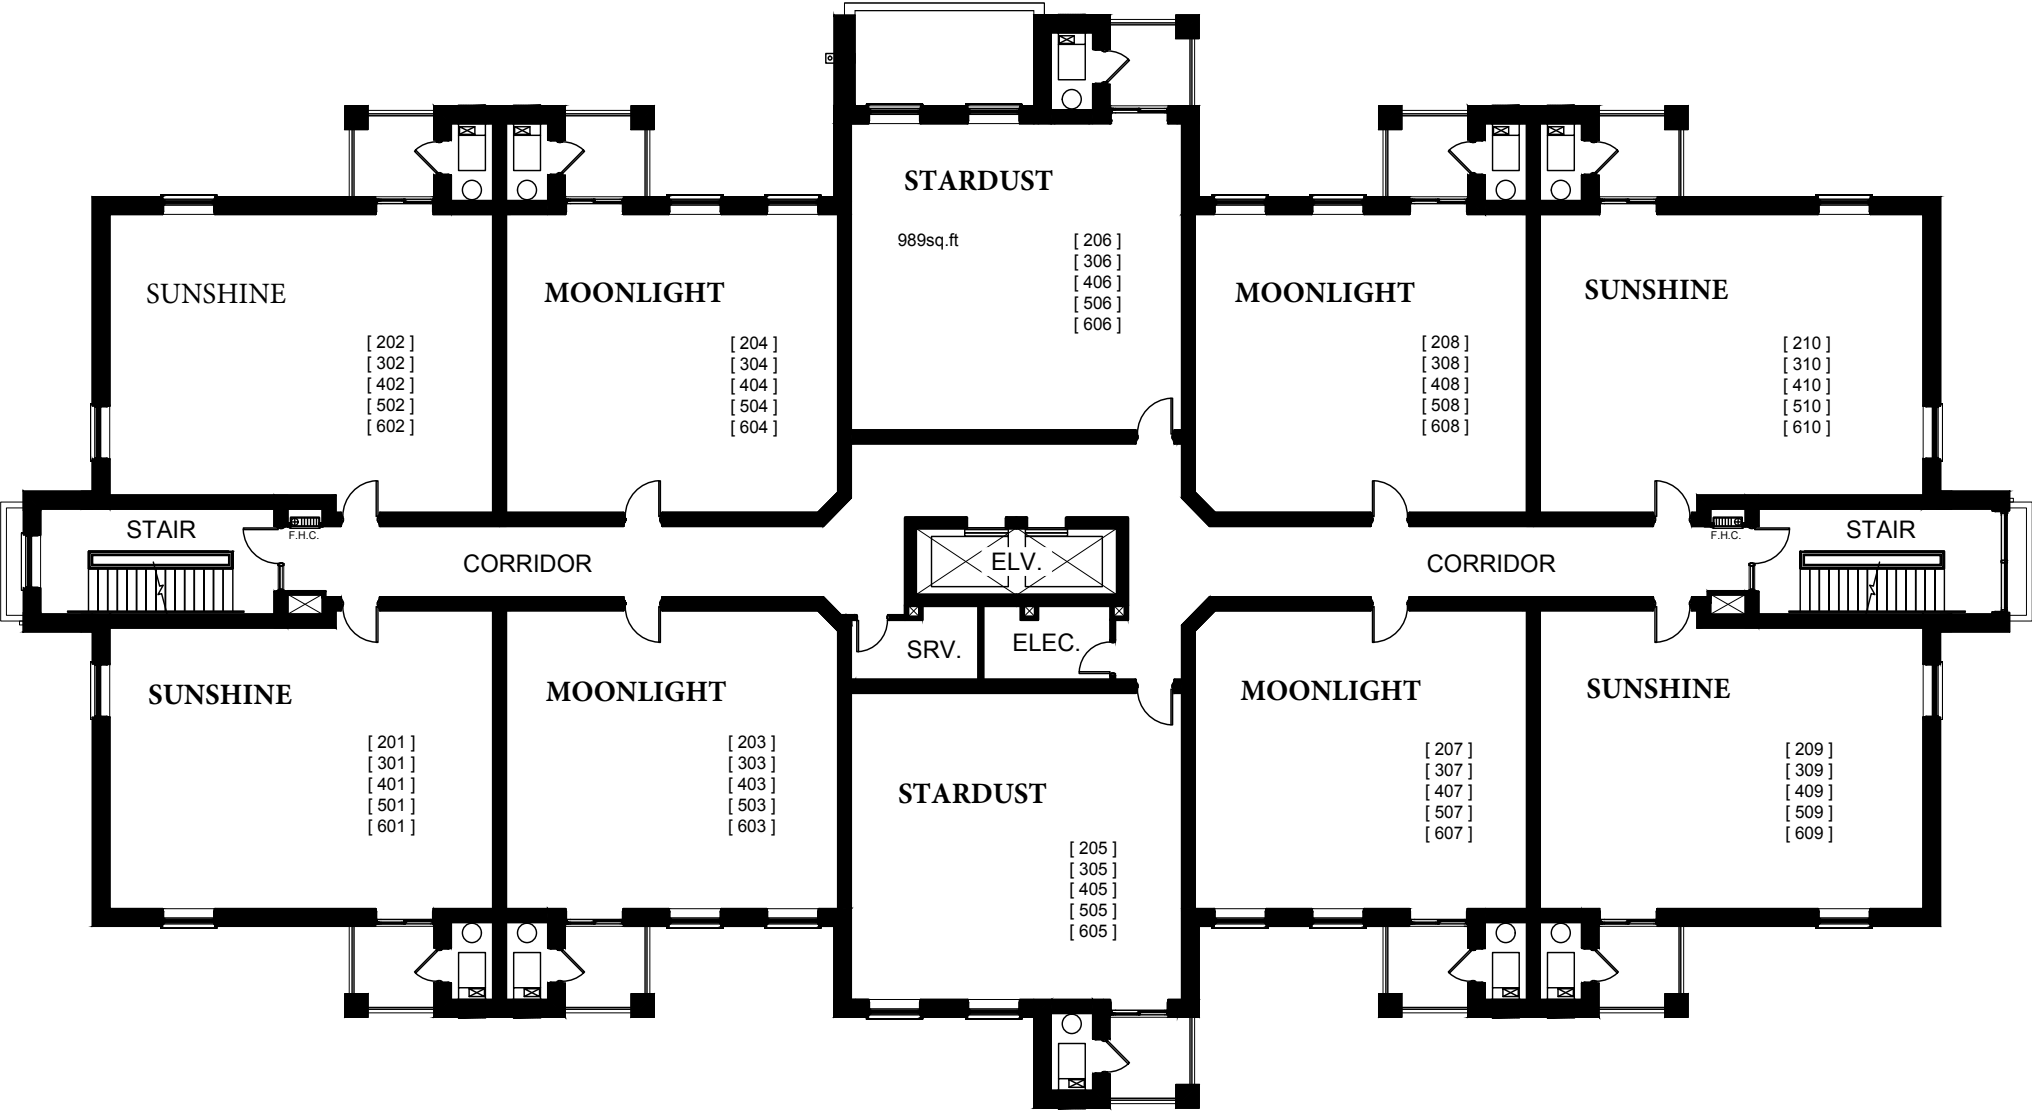 STARDUST
989sq.ft
[ 206 ]
[ 306 ]
[ 406 ]
[ 506 ]
[ 606 ]
SUNSHINE
[ 202 ]
[ 302 ]
[ 402 ]
[ 502 ]
[ 602 ]
MOONLIGHT
[ 204 ]
[ 304 ]
[ 404 ]
[ 504 ]
[ 604 ]
MOONLIGHT
[ 208 ]
[ 308 ]
[ 408 ]
[ 508 ]
[ 608 ]
SUNSHINE
[ 210 ]
[ 310 ]
[ 410 ]
[ 510 ]
[ 610 ]
STAIR
F.H.C.
CORRIDOR
ELV.
CORRIDOR
F.H.C.
STAIR
SRV.
ELEC.
SUNSHINE
[ 201 ]
[ 301 ]
[ 401 ]
[ 501 ]
[ 601 ]
MOONLIGHT
[ 203 ]
[ 303 ]
[ 403 ]
[ 503 ]
[ 603 ]
STARDUST
[ 205 ]
[ 305 ]
[ 405 ]
[ 505 ]
[ 605 ]
MOONLIGHT
[ 207 ]
[ 307 ]
[ 407 ]
[ 507 ]
[ 607 ]
SUNSHINE
[ 209 ]
[ 309 ]
[ 409 ]
[ 509 ]
[ 609 ]